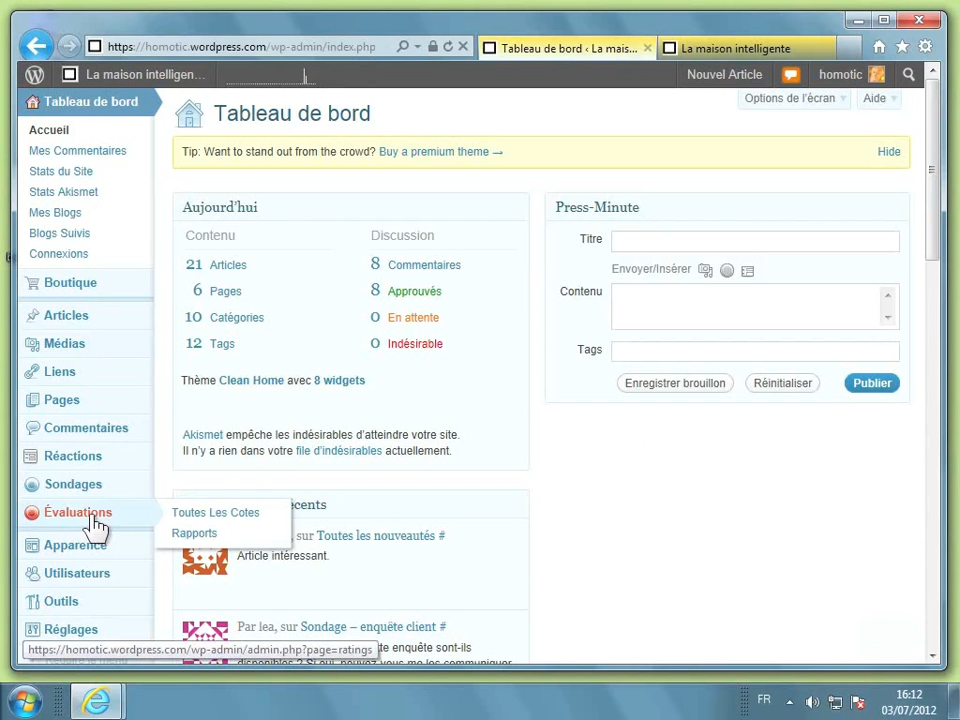 https://homotic.wordpress.com/wp-admin/index.php
Tableau de bord ‹ La mais...
La maison intelligente
La maison intelligen...
Nouvel Article
homotic
Tableau de bord
Accueil
Mes Commentaires
Stats du Site
Stats Akismet
Mes Blogs
Blogs Suivis
Connexions
Boutique
Articles
Médias
Liens
Pages
Commentaires
Réactions
Sondages
Évaluations
Apparence
Utilisateurs
Outils
Réglages
Toutes Les Cotes
Rapports
Options de l'écran
Aide
Tableau de bord
Tip: Want to stand out from the crowd? Buy a premium theme →
Hide
Aujourd'hui
Contenu
Discussion
21 Articles
8 Commentaires
6 Pages
8 Approuvés
10 Catégories
0 En attente
12 Tags
0 Indésirable
Thème Clean Home avec 8 widgets
Akismet empêche les indésirables d'atteindre votre site.
Il n'y a rien dans votre file d'indésirables actuellement.
Press-Minute
Titre
Envoyer/Insérer
Contenu
Tags
Enregistrer brouillon
Réinitialiser
Publier
sur Toutes les nouveautés #
Article intéressant.
Par lea, sur Sondage – enquête client #
https://homotic.wordpress.com/wp-admin/admin.php?page=ratings
FR
16:12
03/07/2012